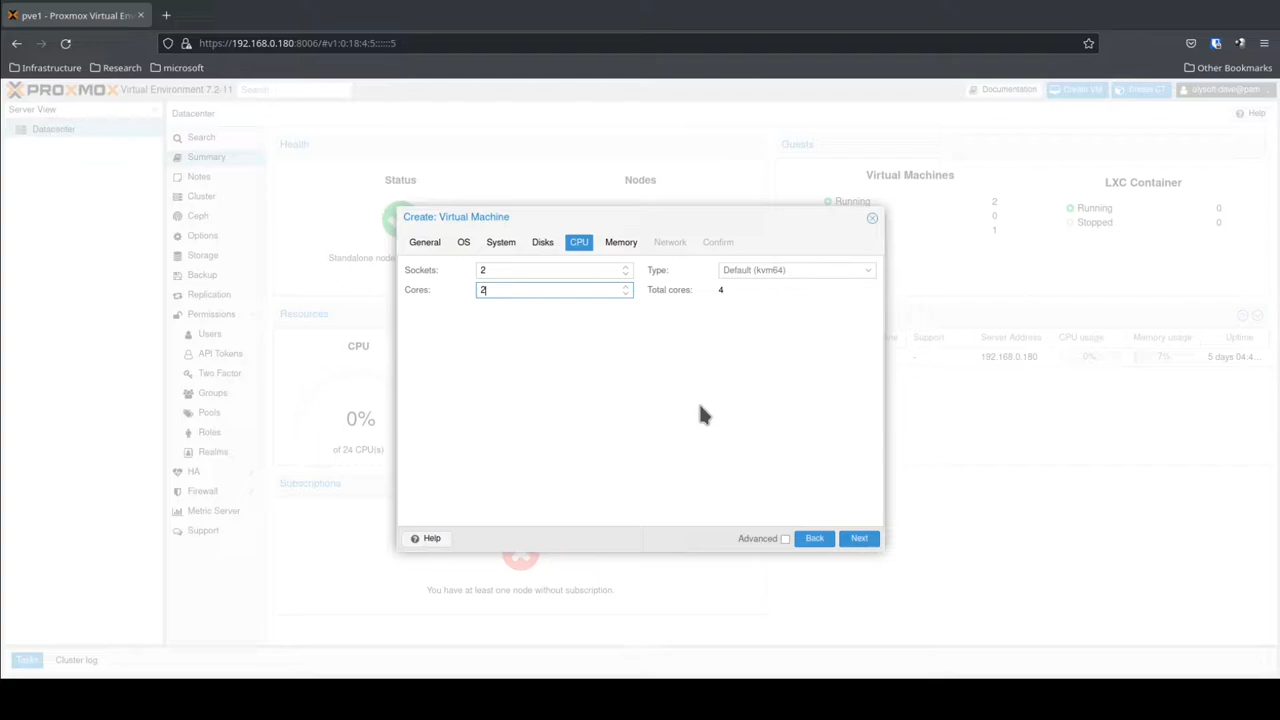 pve1 - Proxmox Virtual En
https://192.168.0.180:8006/#v1:0:18:4:5::::::5
Infrastructure Research microsoft Other Bookmarks
PROXMOX Virtual Environment 7.2-11 Search Documentation Create VM Create CT alysoft-dave@pam
Server View Datacenter Help
Datacenter
Search
Summary
Notes
Cluster
Ceph
Options
Storage
Backup
Replication
Permissions
Users
API Tokens
Two Factor
Groups
Pools
Roles
Realms
HA
Firewall
Metric Server
Support
Health
Status Nodes
Standalone node
Guests
Virtual Machines LXC Container
Running 2 Running 0
0 Stopped 0
1
Resources
CPU
0%
of 24 CPU(s)
Support Server Address CPU usage Memory usage Uptime
- 192.168.0.180 0% 7% 5 days 04:4...
Subscriptions
You have at least one node without subscription.
Create: Virtual Machine
General OS System Disks CPU Memory Network Confirm
Sockets: 2 Type: Default (kvm64)
Cores: 2 Total cores: 4
Help Advanced Back Next
Tasks Cluster log